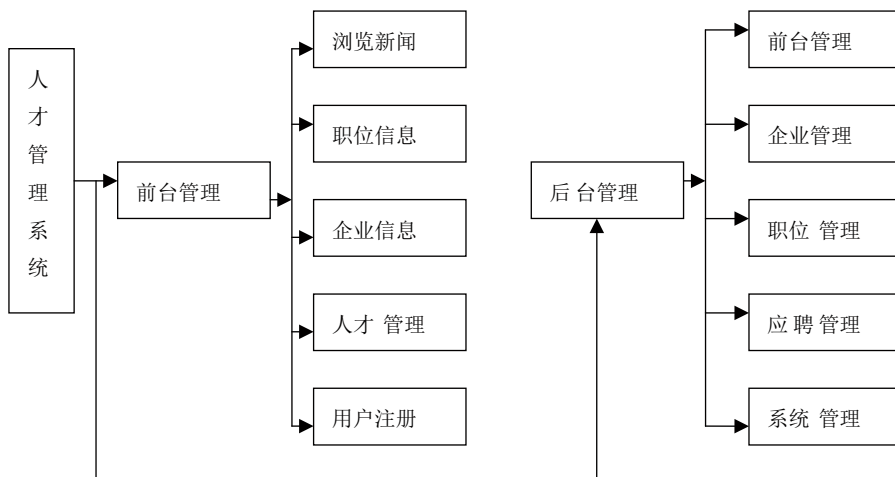 人才管理系统
前台管理
浏览新闻
职位信息
企业信息
人才 管理
用户注册
后 台管理
前台管理
企业管理
职位 管理
应 聘 管理
系统 管理